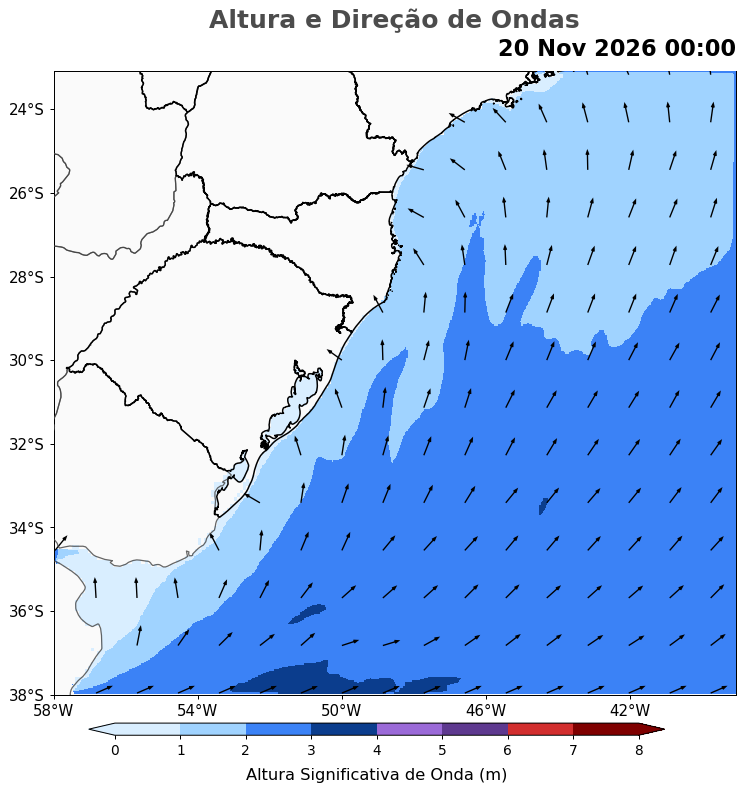 Altura e Direção de Ondas
20 Nov 2026 00:00
24°S
26°S
28°S
30°S
32°S
34°S
36°S
38°S
58°W 54°W 50°W 46°W 42°W
0 1 2 3 4 5 6 7 8
Altura Significativa de Onda (m)